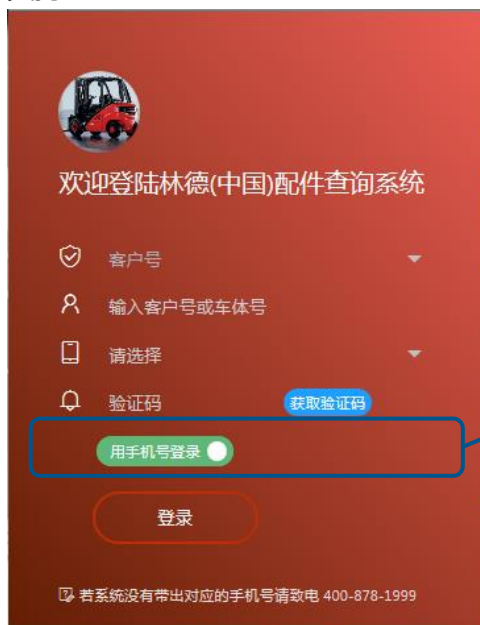 欢迎登陆林德(中国)配件查询系统
客户号
输入客户号或车体号
请选择
验证码 获取验证码
用手机号登录
登录
若系统没有带出对应的手机号请致电 400-878-1999